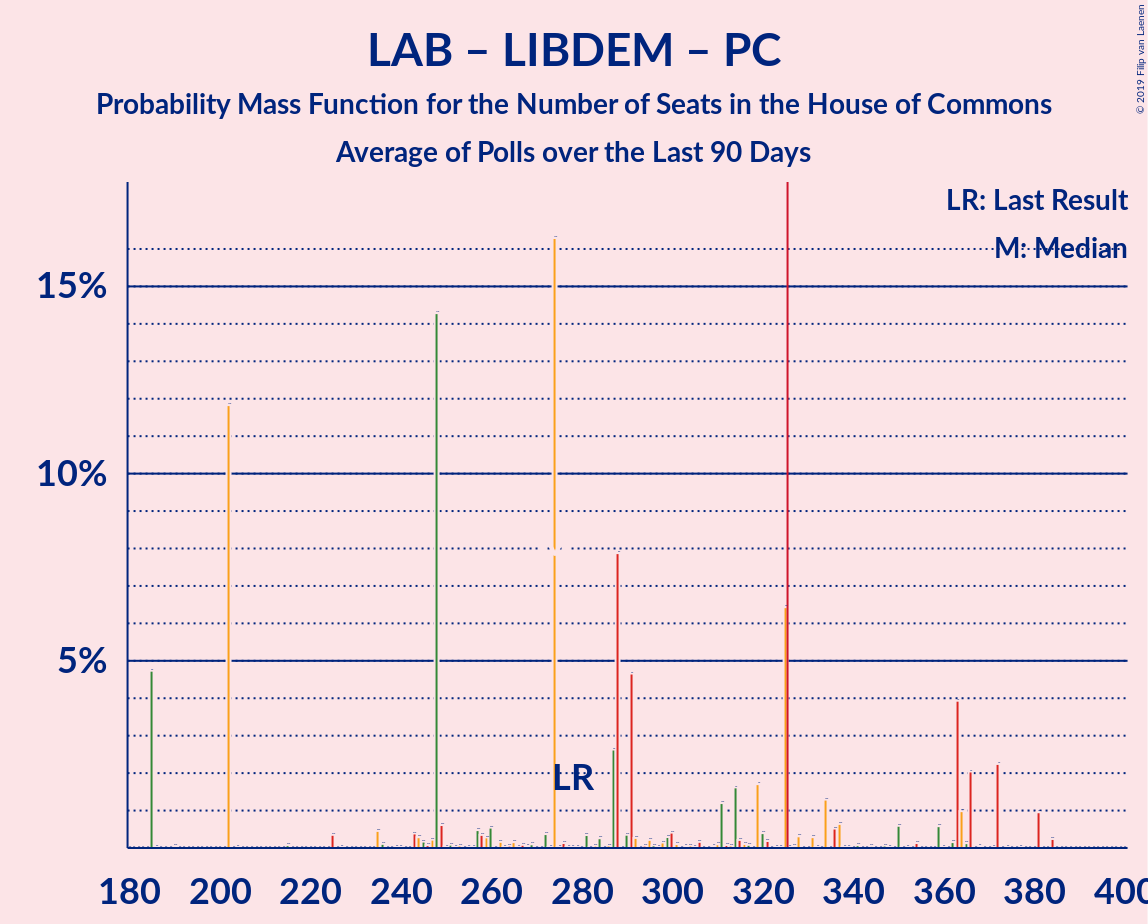 LAB – LIBDEM – PC
Probability Mass Function for the Number of Seats in the House of Commons
Average of Polls over the Last 90 Days
© 2019 Filip van Laenen
LR: Last Result
M: Median
15%
10%
5%
LR
180 200 220 240 260 280 300 320 340 360 380 400